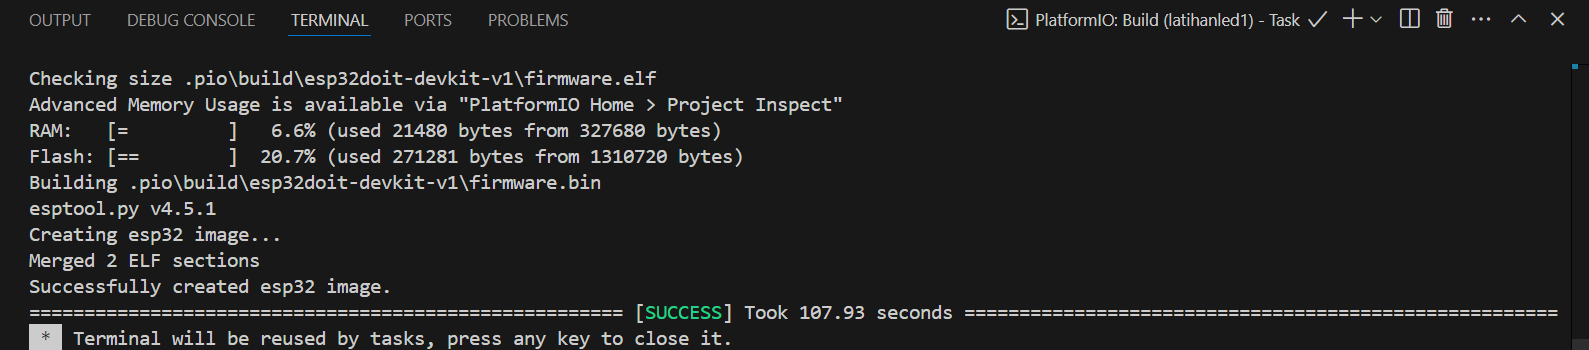 OUTPUT DEBUG CONSOLE TERMINAL PORTS PROBLEMS PlatformIO: Build (latihanled1) - Task
Checking size .pio\build\esp32doit-devkit-v1\firmware.elf
Advanced Memory Usage is available via "PlatformIO Home > Project Inspect"
RAM:   [=         ]   6.6% (used 21480 bytes from 327680 bytes)
Flash: [==        ]  20.7% (used 271281 bytes from 1310720 bytes)
Building .pio\build\esp32doit-devkit-v1\firmware.bin
esptool.py v4.5.1
Creating esp32 image...
Merged 2 ELF sections
Successfully created esp32 image.
====================================================== [SUCCESS] Took 107.93 seconds ======================================================
* Terminal will be reused by tasks, press any key to close it.